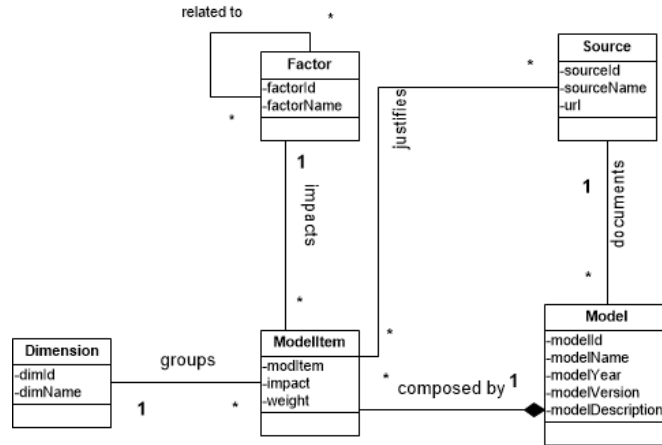 related to
*
Factor
-factorId
-factorName
*
Source
-sourceId
-sourceName
-url
*
justifies
1
impacts
*
1
documents
*
Dimension
-dimId
-dimName
groups
1
*
ModelItem
-modItem
-impact
-weight
*
*
composed by
1
Model
-modelId
-modelName
-modelYear
-modelVersion
-modelDescription